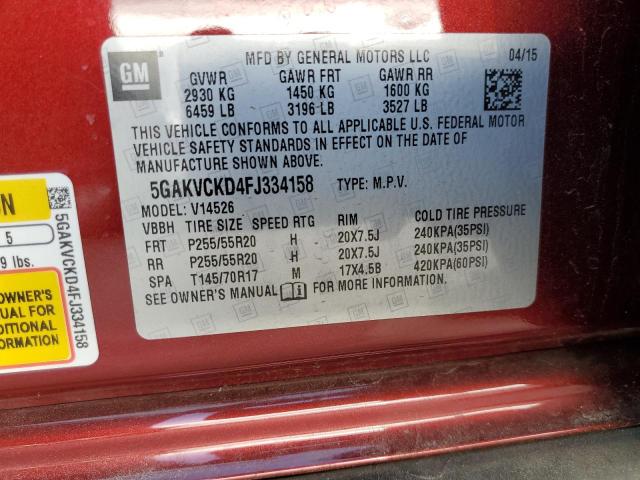 GM
MFD BY GENERAL MOTORS LLC 04/15
GVWR GAWR FRT GAWR RR
2930 KG 1450 KG 1600 KG
6459 LB 3196 LB 3527 LB
THIS VEHICLE CONFORMS TO ALL APPLICABLE U.S. FEDERAL MOTOR
VEHICLE SAFETY STANDARDS IN EFFECT ON THE DATE OF
MANUFACTURE SHOWN ABOVE.
5GAKVCKD4FJ334158 TYPE: M.P.V.
MODEL: V14526
VBBH TIRE SIZE SPEED RTG RIM COLD TIRE PRESSURE
FRT P255/55R20 H 20X7.5J 240KPA(35PSI)
RR P255/55R20 H 20X7.5J 240KPA(35PSI)
SPA T145/70R17 M 17X4.5B 420KPA(60PSI)
SEE OWNER'S MANUAL FOR MORE INFORMATION.
5
9 lbs.
OWNER'S
FOR
5GAKVCKD4FJ334158